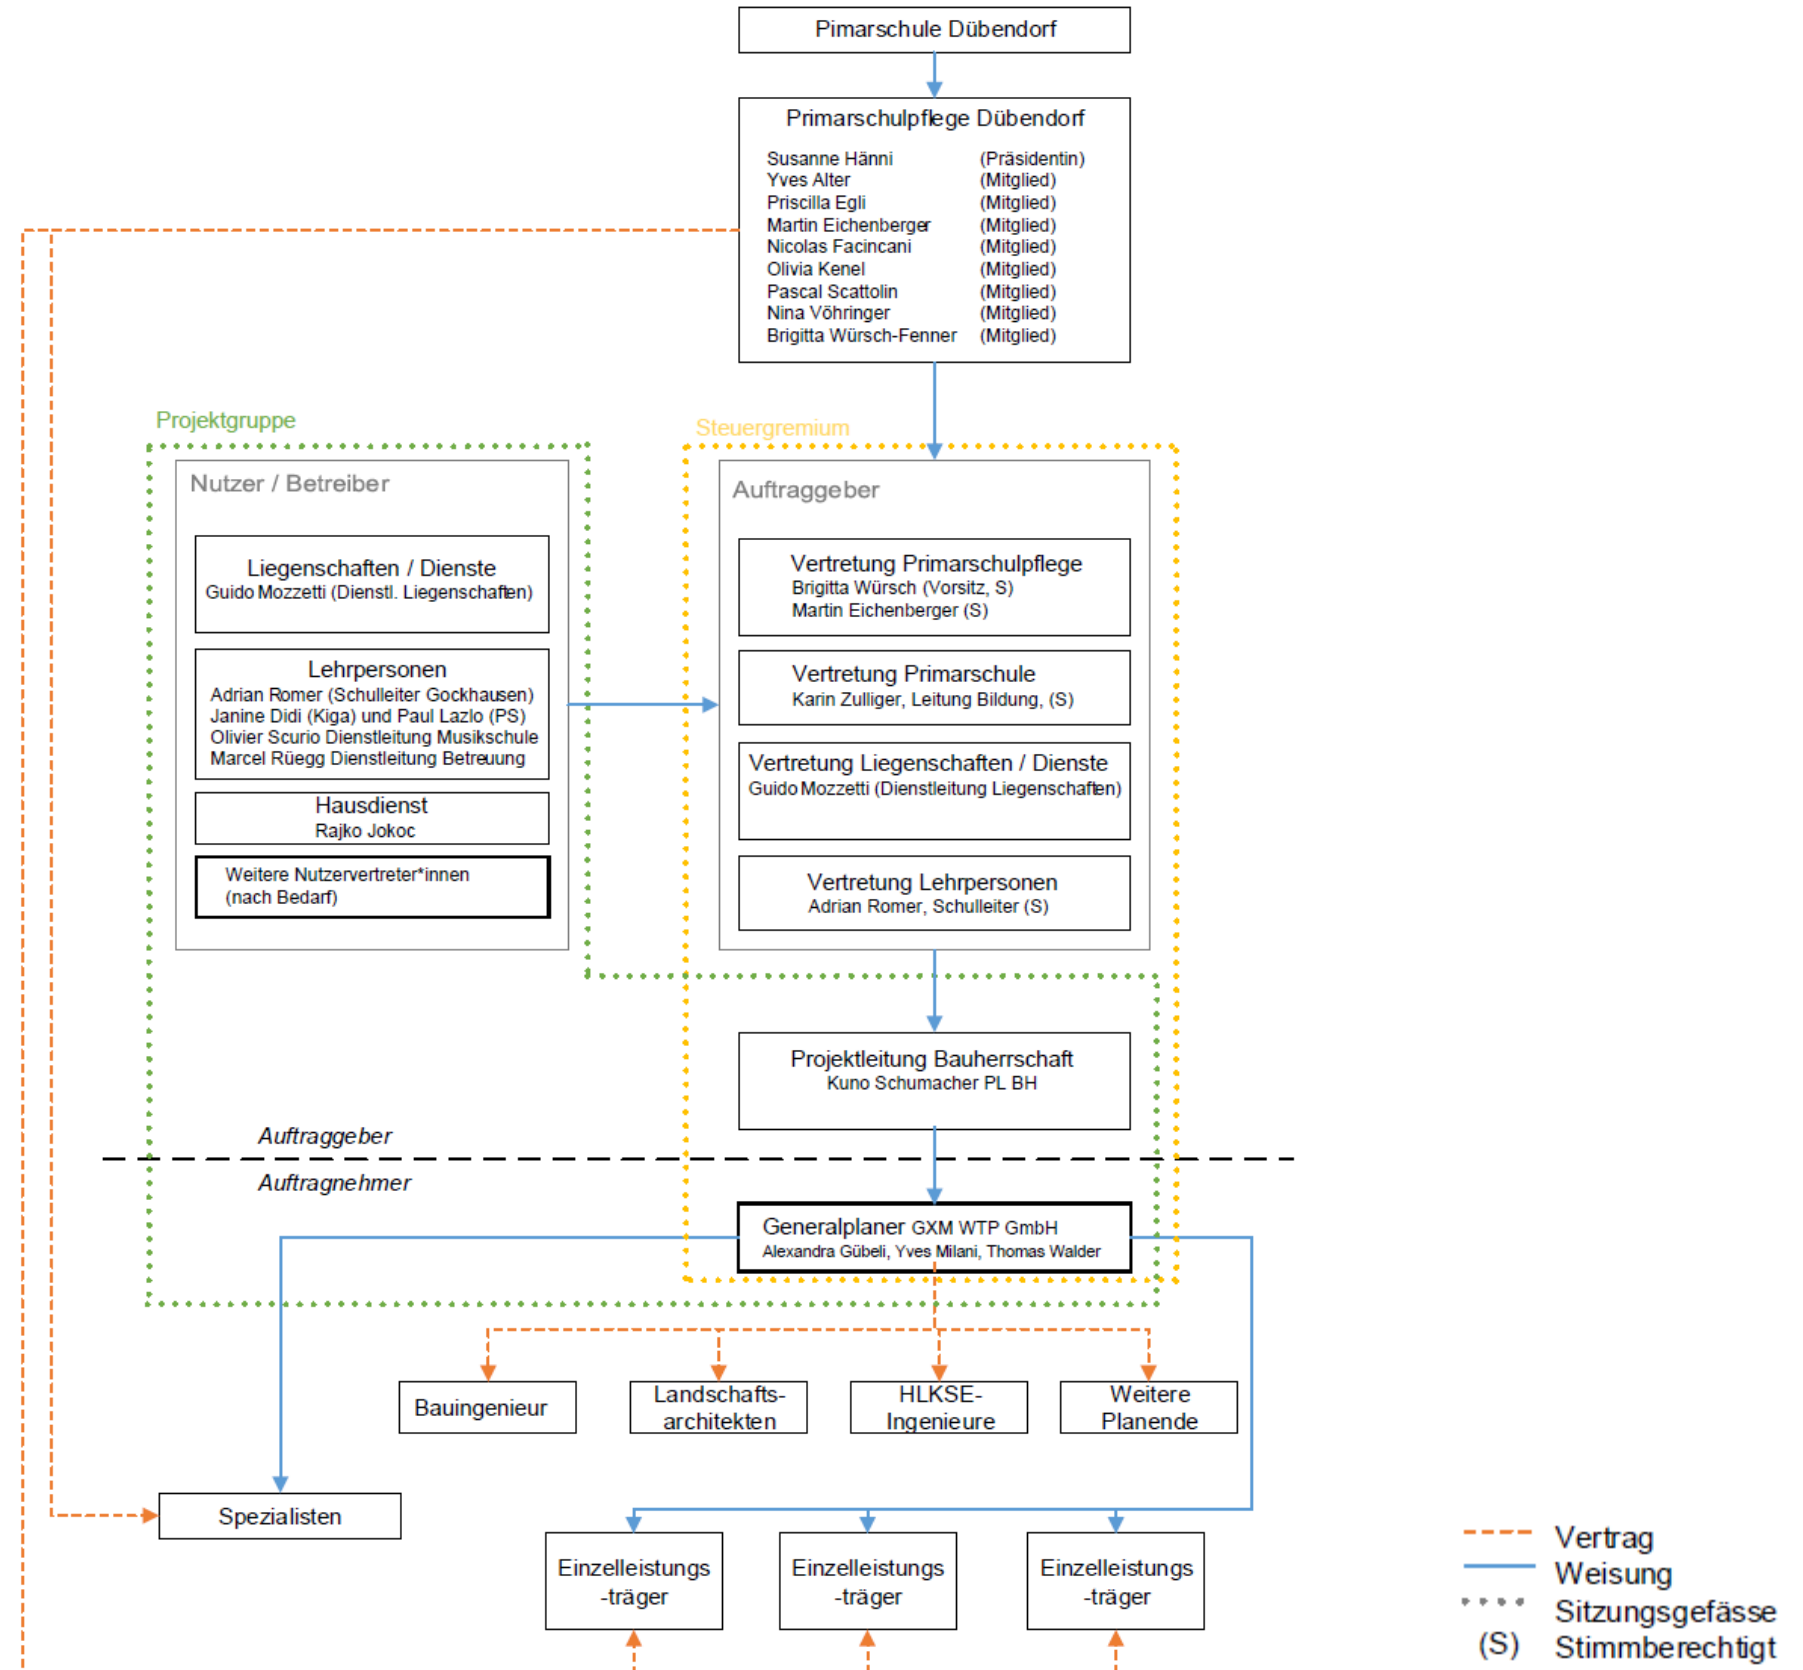 Pimarschule Dübendorf
Primarschulpflege Dübendorf
Susanne Hänni (Präsidentin)
Yves Alter (Mitglied)
Priscilla Egli (Mitglied)
Martin Eichenberger (Mitglied)
Nicolas Facincani (Mitglied)
Olivia Kenel (Mitglied)
Pascal Scattolin (Mitglied)
Nina Vöhringer (Mitglied)
Brigitta Würsch-Fenner (Mitglied)
Projektgruppe
Nutzer / Betreiber
Liegenschaften / Dienste
Guido Mozzetti (Dienstl. Liegenschaften)
Lehrpersonen
Adrian Romer (Schulleiter Gockhausen)
Janine Didi (Kiga) und Paul Lazlo (PS)
Olivier Scurio Dienstleitung Musikschule
Marcel Rüegg Dienstleitung Betreuung
Hausdienst
Rajko Jokoc
Weitere Nutzervertreter*innen
(nach Bedarf)
Steuergremium
Auftraggeber
Vertretung Primarschulpflege
Brigitta Würsch (Vorsitz, S)
Martin Eichenberger (S)
Vertretung Primarschule
Karin Zulliger, Leitung Bildung, (S)
Vertretung Liegenschaften / Dienste
Guido Mozzetti (Dienstleitung Liegenschaften)
Vertretung Lehrpersonen
Adrian Romer, Schulleiter (S)
Projektleitung Bauherrschaft
Kuno Schumacher PL BH
Auftraggeber
Auftragnehmer
Generalplaner GXM WTP GmbH
Alexandra Gübeli, Yves Milani, Thomas Walder
Bauingenieur
Landschafts-
architekten
HLKSE-
Ingenieure
Weitere
Planende
Spezialisten
Einzelleistungs
-träger
Einzelleistungs
-träger
Einzelleistungs
-träger
Vertrag
Weisung
Sitzungsgefässe
(S) Stimmberechtigt